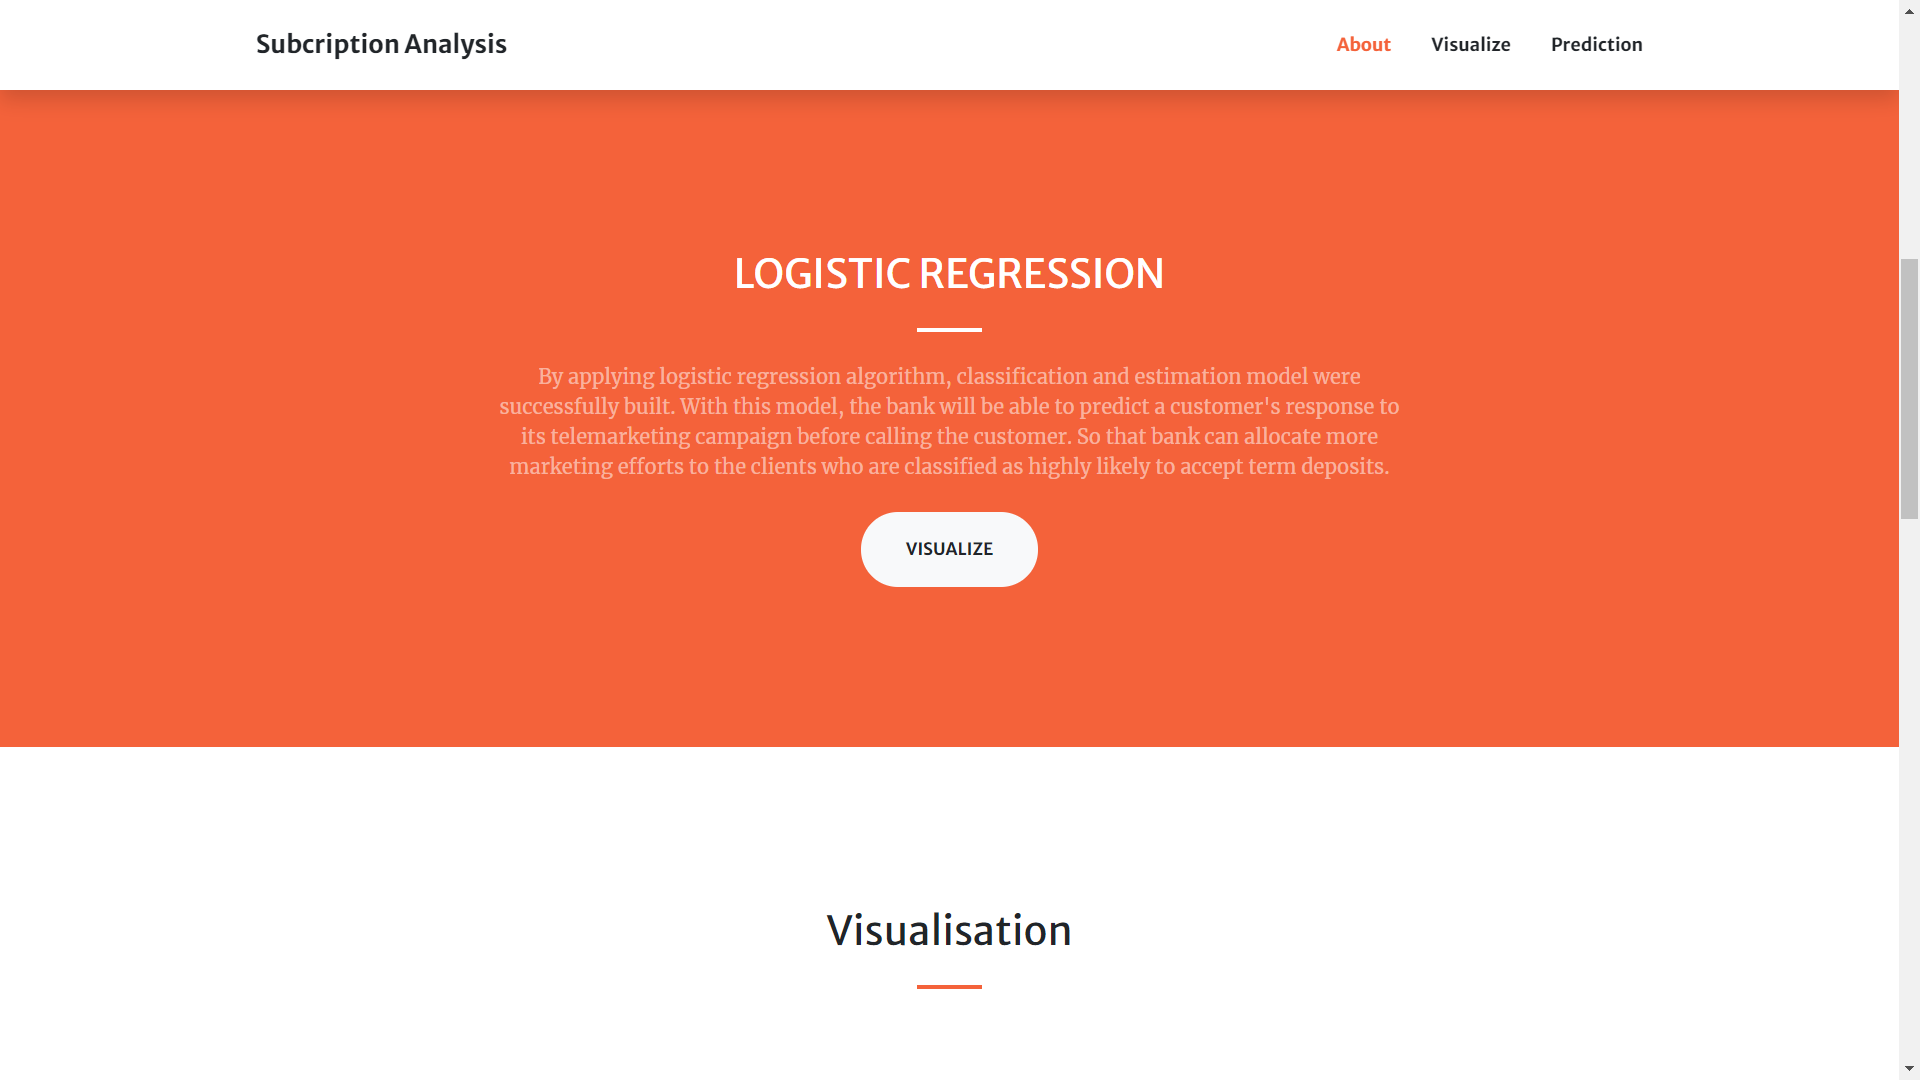 Subcription Analysis
About
Visualize
Prediction
LOGISTIC REGRESSION
By applying logistic regression algorithm, classification and estimation model were
successfully built. With this model, the bank will be able to predict a customer's response to
its telemarketing campaign before calling the customer. So that bank can allocate more
marketing efforts to the clients who are classified as highly likely to accept term deposits.
VISUALIZE
Visualisation